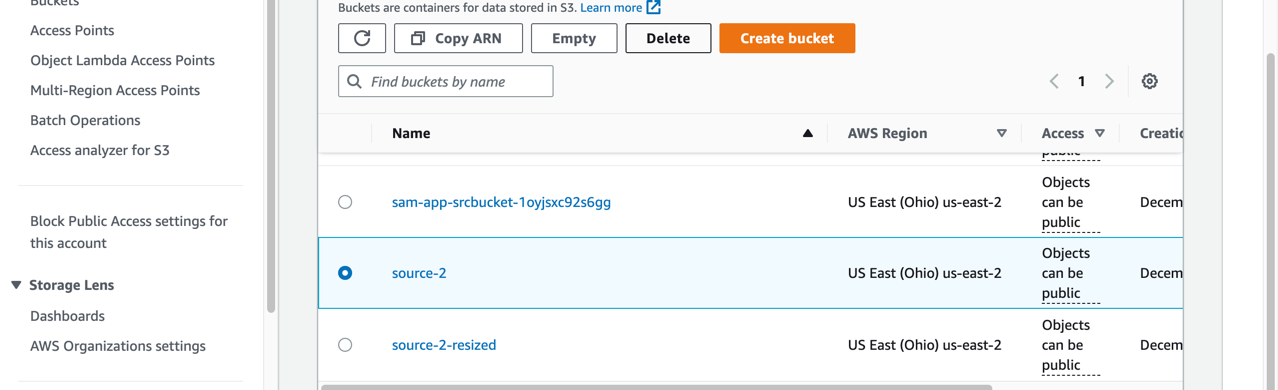 Buckets
Access Points
Object Lambda Access Points
Multi-Region Access Points
Batch Operations
Access analyzer for S3
Block Public Access settings for
this account
Storage Lens
Dashboards
AWS Organizations settings
Buckets are containers for data stored in S3. Learn more
Copy ARN Empty Delete Create bucket
Find buckets by name
1
Name AWS Region Access Creatio
public
sam-app-srcbucket-1oyjsxc92s6gg US East (Ohio) us-east-2 Objects can be public Decem
source-2 US East (Ohio) us-east-2 Objects can be public Decem
source-2-resized US East (Ohio) us-east-2 Objects can be public Decem